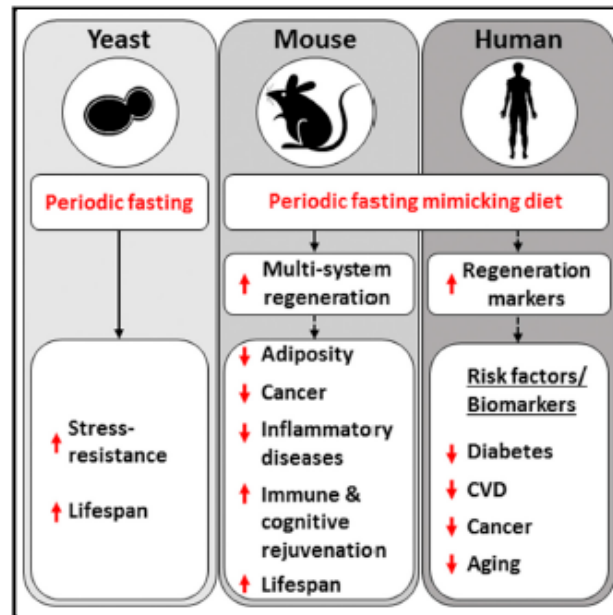 Yeast
Mouse
Human
Periodic fasting
Periodic fasting mimicking diet
Multi-system
regeneration
Regeneration
markers
Stress-
resistance
Lifespan
Adiposity
Cancer
Inflammatory
diseases
Immune &
cognitive
rejuvenation
Lifespan
Risk factors/
Biomarkers
Diabetes
CVD
Cancer
Aging